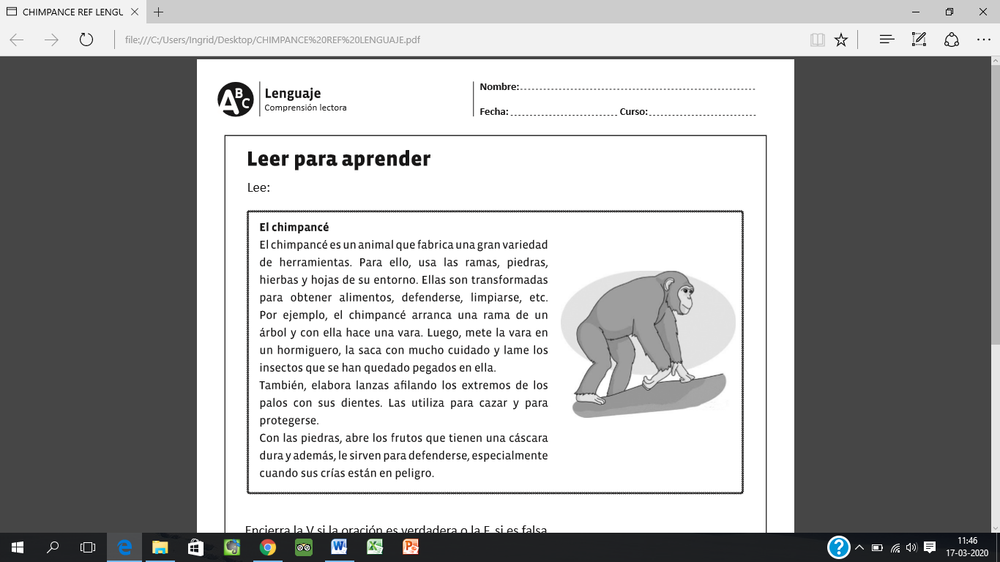 CHIMPANCE REF LENGU
file:///C:/Users/Ingrid/Desktop/CHIMPANCE%20REF%20LENGUAJE.pdf
ABC
Lenguaje
Comprensión lectora
Nombre:
Fecha: Curso:
Leer para aprender
Lee:
El chimpancé
El chimpancé es un animal que fabrica una gran variedad
de herramientas. Para ello, usa las ramas, piedras,
hierbas y hojas de su entorno. Ellas son transformadas
para obtener alimentos, defenderse, limpiarse, etc.
Por ejemplo, el chimpancé arranca una rama de un
árbol y con ella hace una vara. Luego, mete la vara en
un hormiguero, la saca con mucho cuidado y lame los
insectos que se han quedado pegados en ella.
También, elabora lanzas afilando los extremos de los
palos con sus dientes. Las utiliza para cazar y para
protegerse.
Con las piedras, abre los frutos que tienen una cáscara
dura y además, le sirven para defenderse, especialmente
cuando sus crías están en peligro.
Encierra la V si la oración es verdadera o la F, si es falsa
11:46
17-03-2020